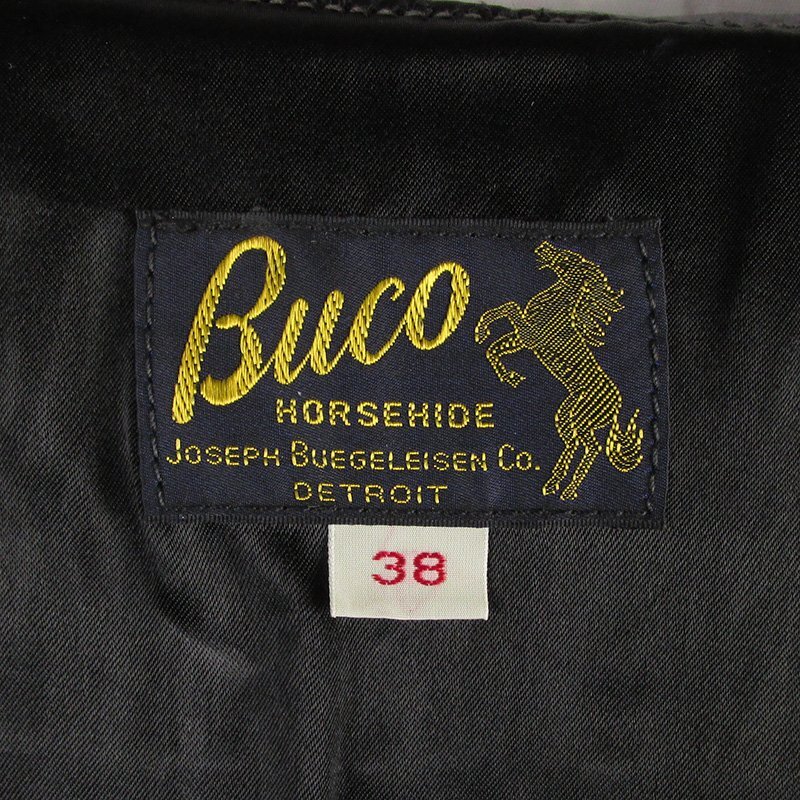 Buco
HORSEHIDE
JOSEPH BUEGELEISEN CO.
DETROIT
38